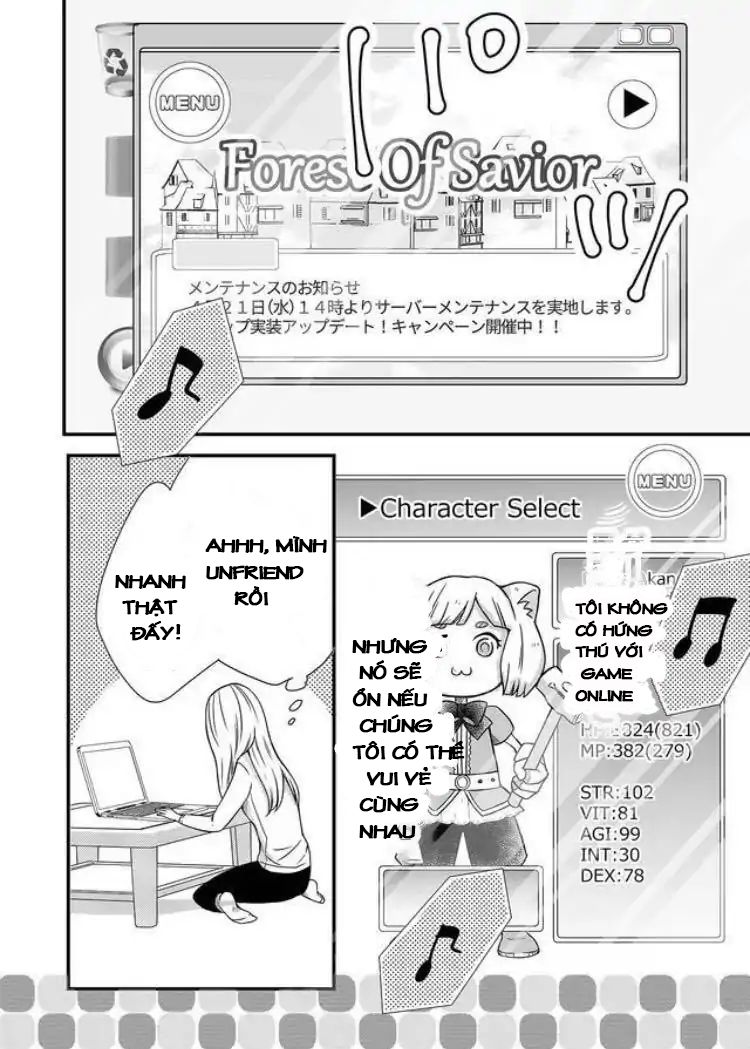 MENU
Forest Of Savior
メンテナンスのお知らせ
月21日(水)14時よりサーバーメンテナンスを実地します。
ップ実装アップデート!キャンペーン開催中!!
MENU
▶Character Select
TÔI KHÔNG
CÓ HỨNG
THÚ VỚI
GAME
ONLINE
NHƯNG
NÓ SẼ
ỔN NẾU
CHÚNG
TÔI CÓ THỂ
VUI VẺ
CÙNG
NHAU
MP:382(279)
STR:102
VIT:81
AGI:99
INT:30
DEX:78
AHHH, MÌNH
UNFRIEND
RỒI
NHANH
THẬT
ĐẤY!